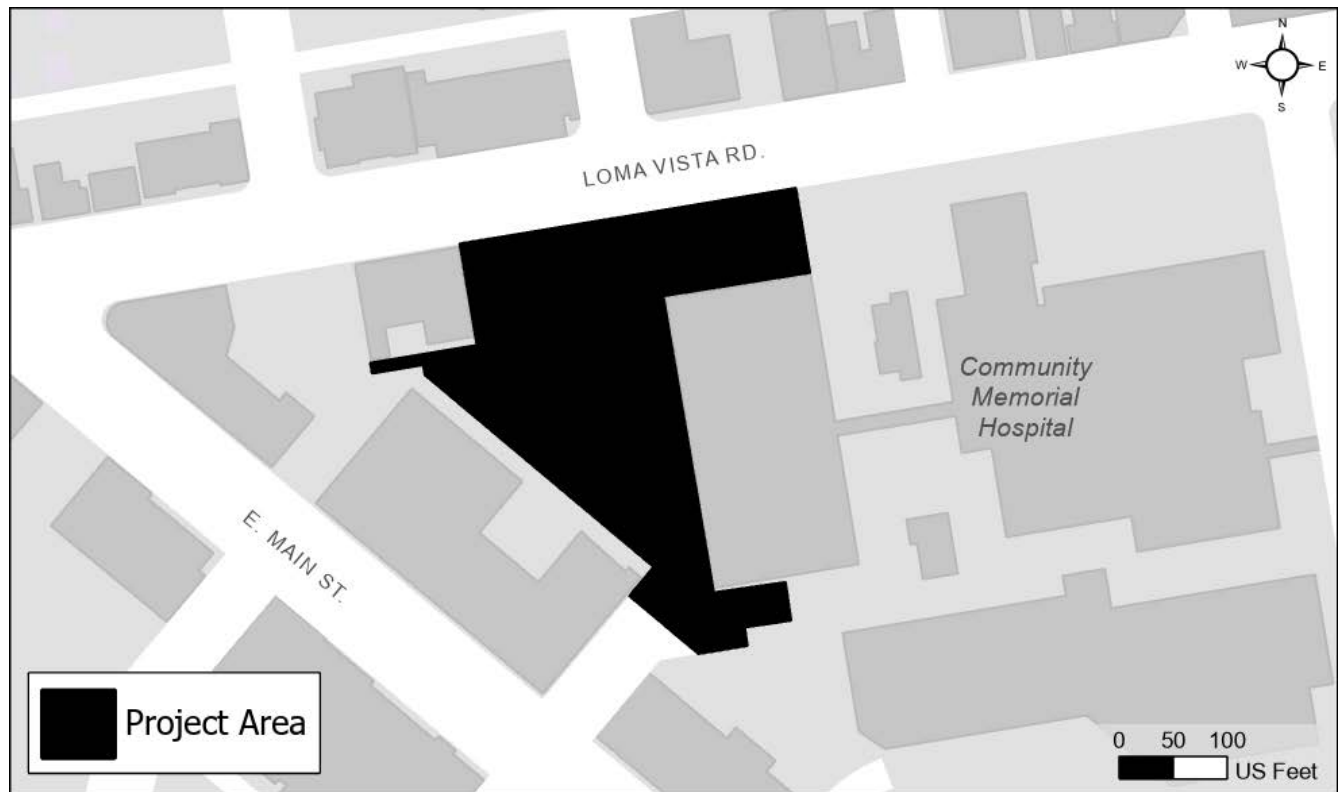 N
W E
S
LOMA VISTA RD.
Community
Memorial
Hospital
E. MAIN ST.
Project Area
0 50 100
US Feet